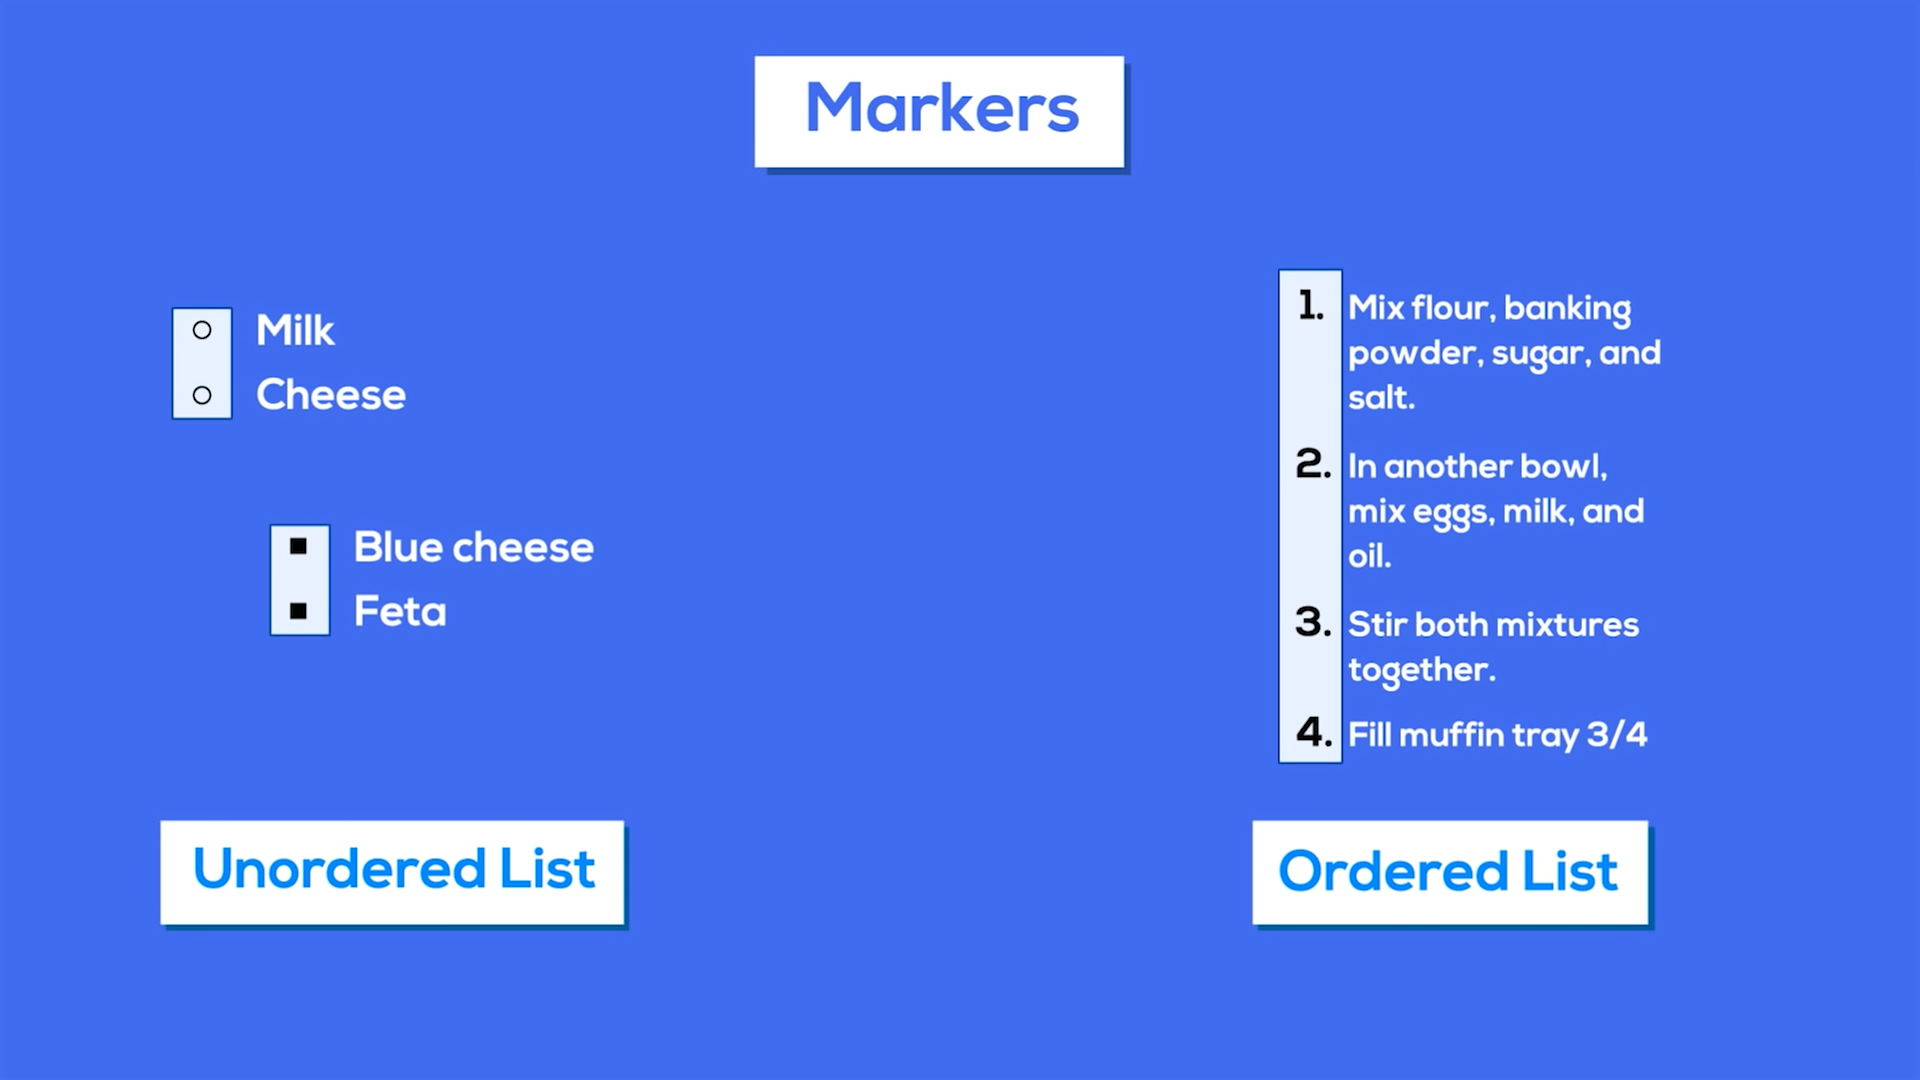 Markers
Milk
Cheese
Blue cheese
Feta
Unordered List
1. Mix flour, banking
powder, sugar, and
salt.
2. In another bowl,
mix eggs, milk, and
oil.
3. Stir both mixtures
together.
4. Fill muffin tray 3/4
Ordered List